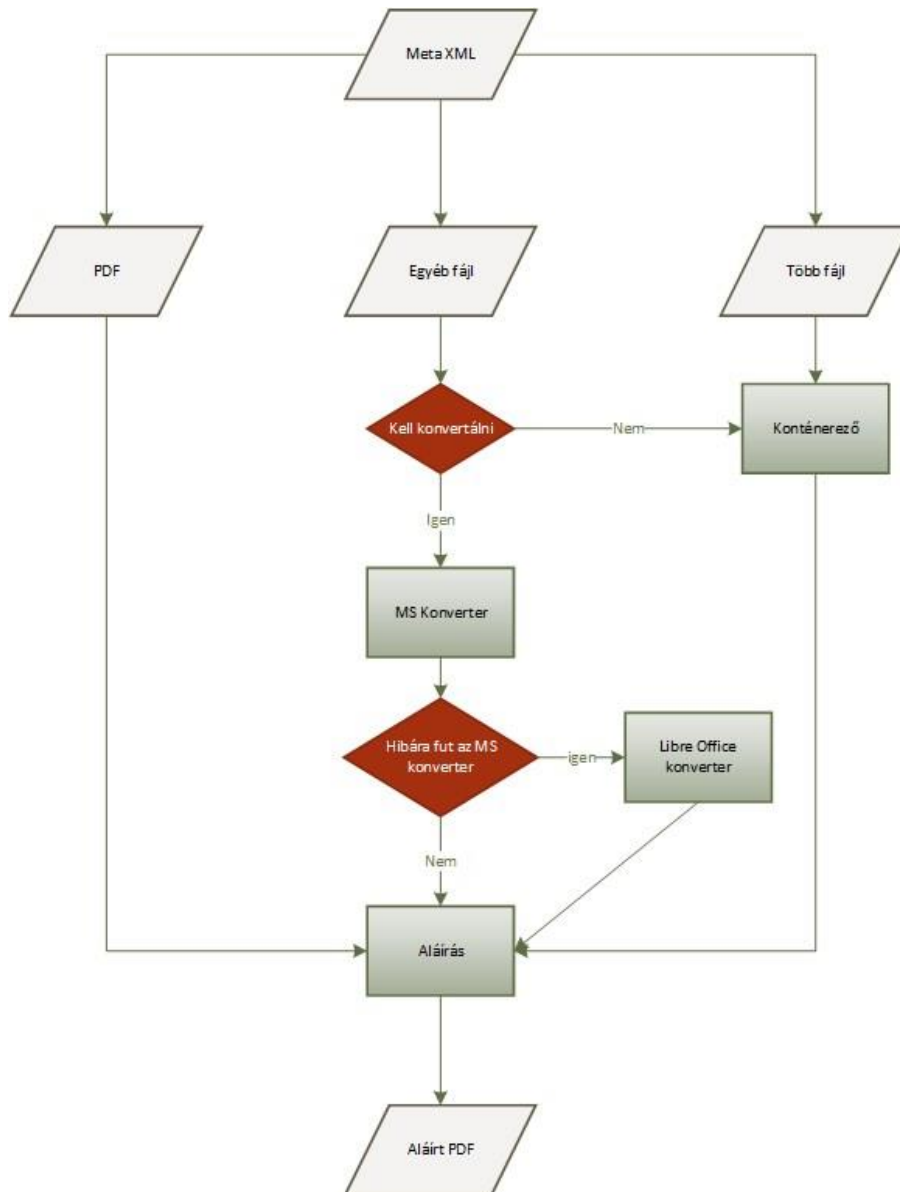 Meta XML
PDF
Egyéb fájl
Több fájl
Kell konvertálni
Nem
Konténerező
Igen
MS Konverter
Hibára fut az MS
konverter
igen
Libre Office
konverter
Nem
Aláírás
Aláírt PDF